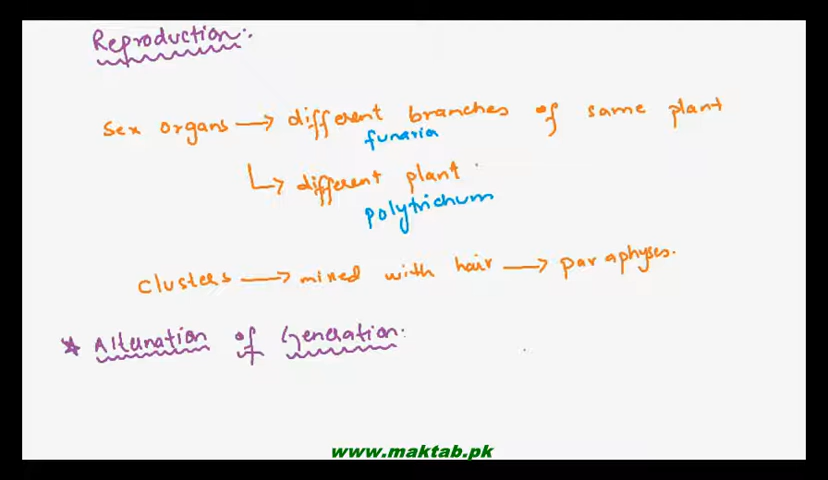 Reproduction:
Sex organs → different branches of same plant
funaria
↳ different plant
polytrichum
clusters → mixed with hair → paraphyses.
* Alternation of Generation:
www.maktab.pk